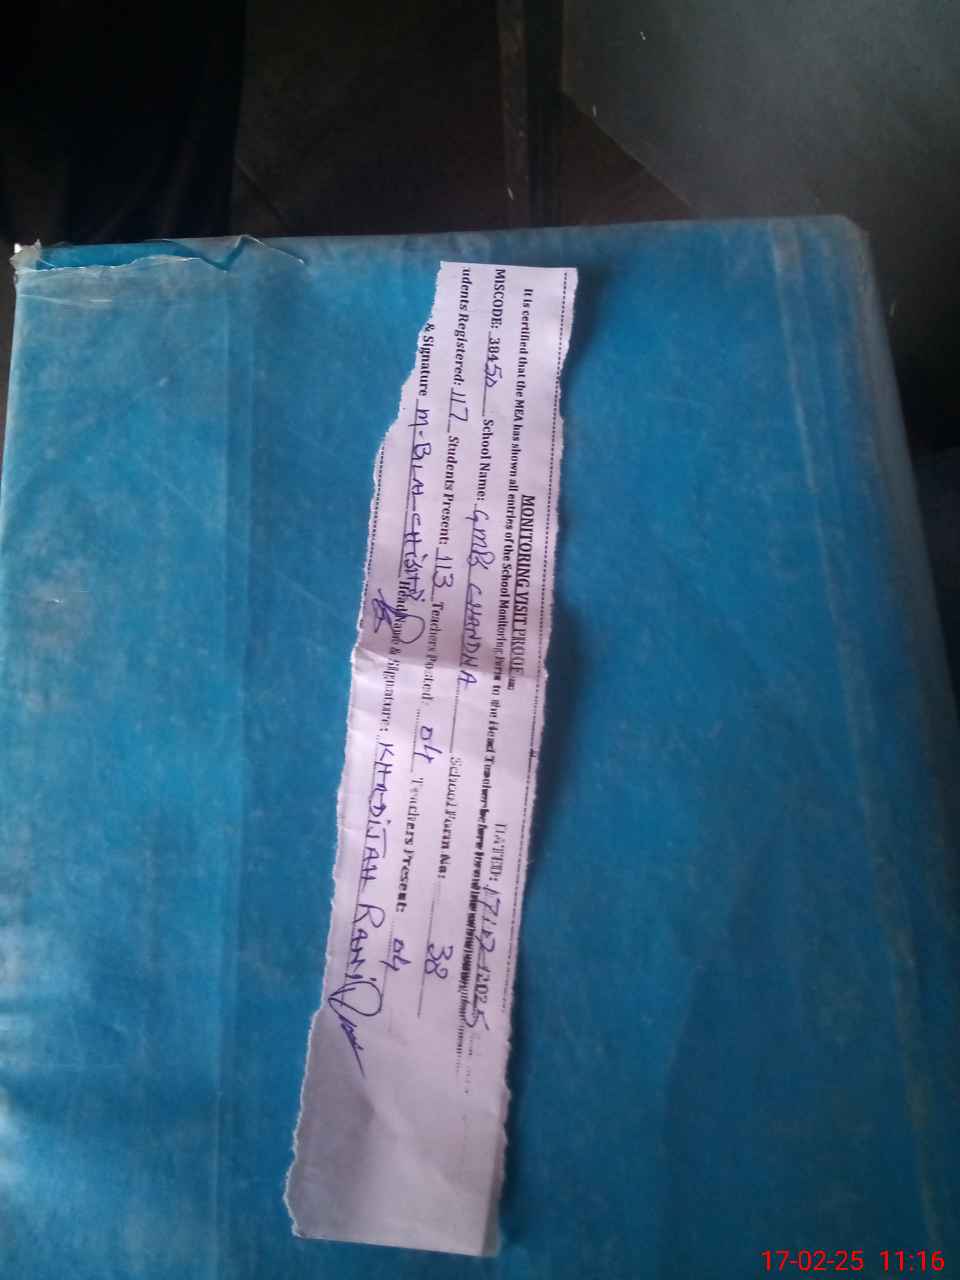 MONITORING VISIT PROOF
DATED: 17/02/2025
It is certified that the MEA has shown all entries of the School Monitoring Form to the Head Teacher before
MISCODE: 38450 School Name: GMPS CHANDNA School Form No: 38
udents Registered: 117 Students Present: 113 Teachers Posted: 04 Teachers Present: 04
& Signature M. BILAL CHISHTI Head Name & Signature: KHADIJAH RANI
17-02-25 11:16